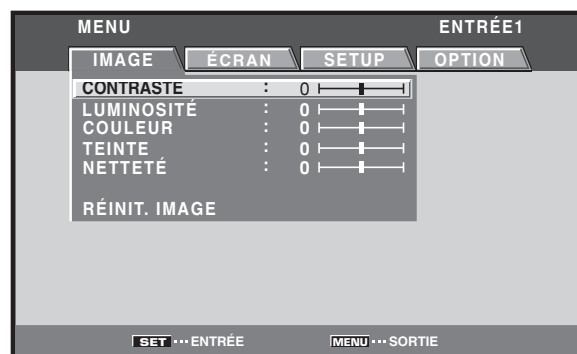 MENU ENTRÉE1
IMAGE ÉCRAN SETUP OPTION
CONTRASTE : 0
LUMINOSITÉ : 0
COULEUR : 0
TEINTE : 0
NETTETÉ : 0
RÉINIT. IMAGE
SET ··· ENTRÉE MENU ··· SORTIE